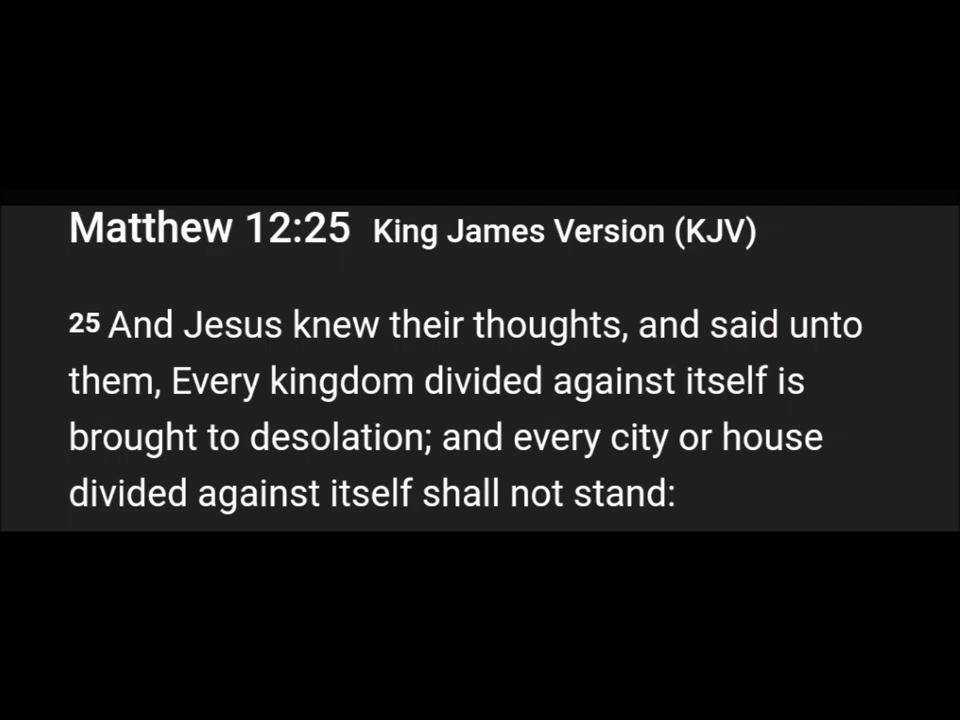 Matthew 12:25 King James Version (KJV)
25 And Jesus knew their thoughts, and said unto
them, Every kingdom divided against itself is
brought to desolation; and every city or house
divided against itself shall not stand: